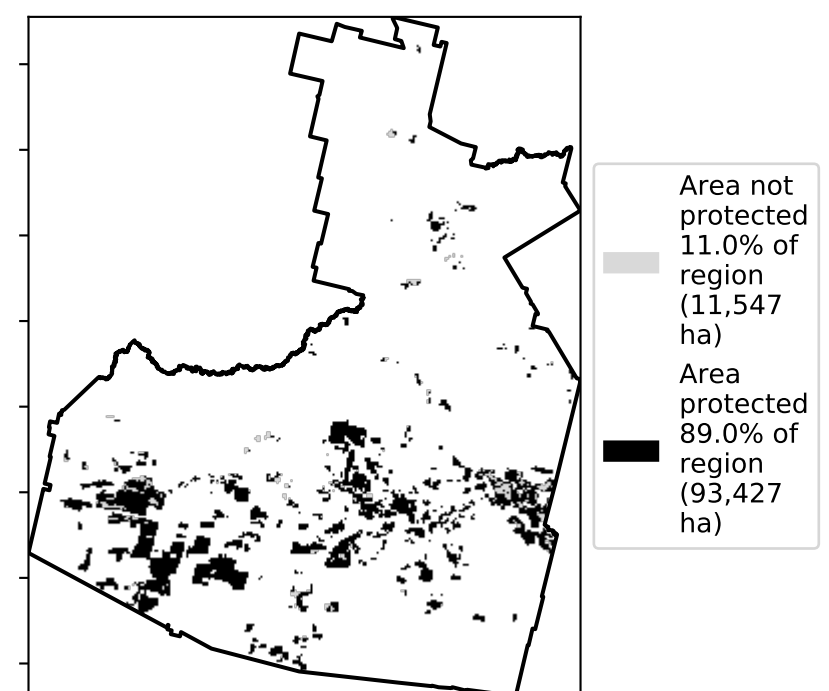 Area not
protected
11.0% of
region
(11,547
ha)
Area
protected
89.0% of
region
(93,427
ha)